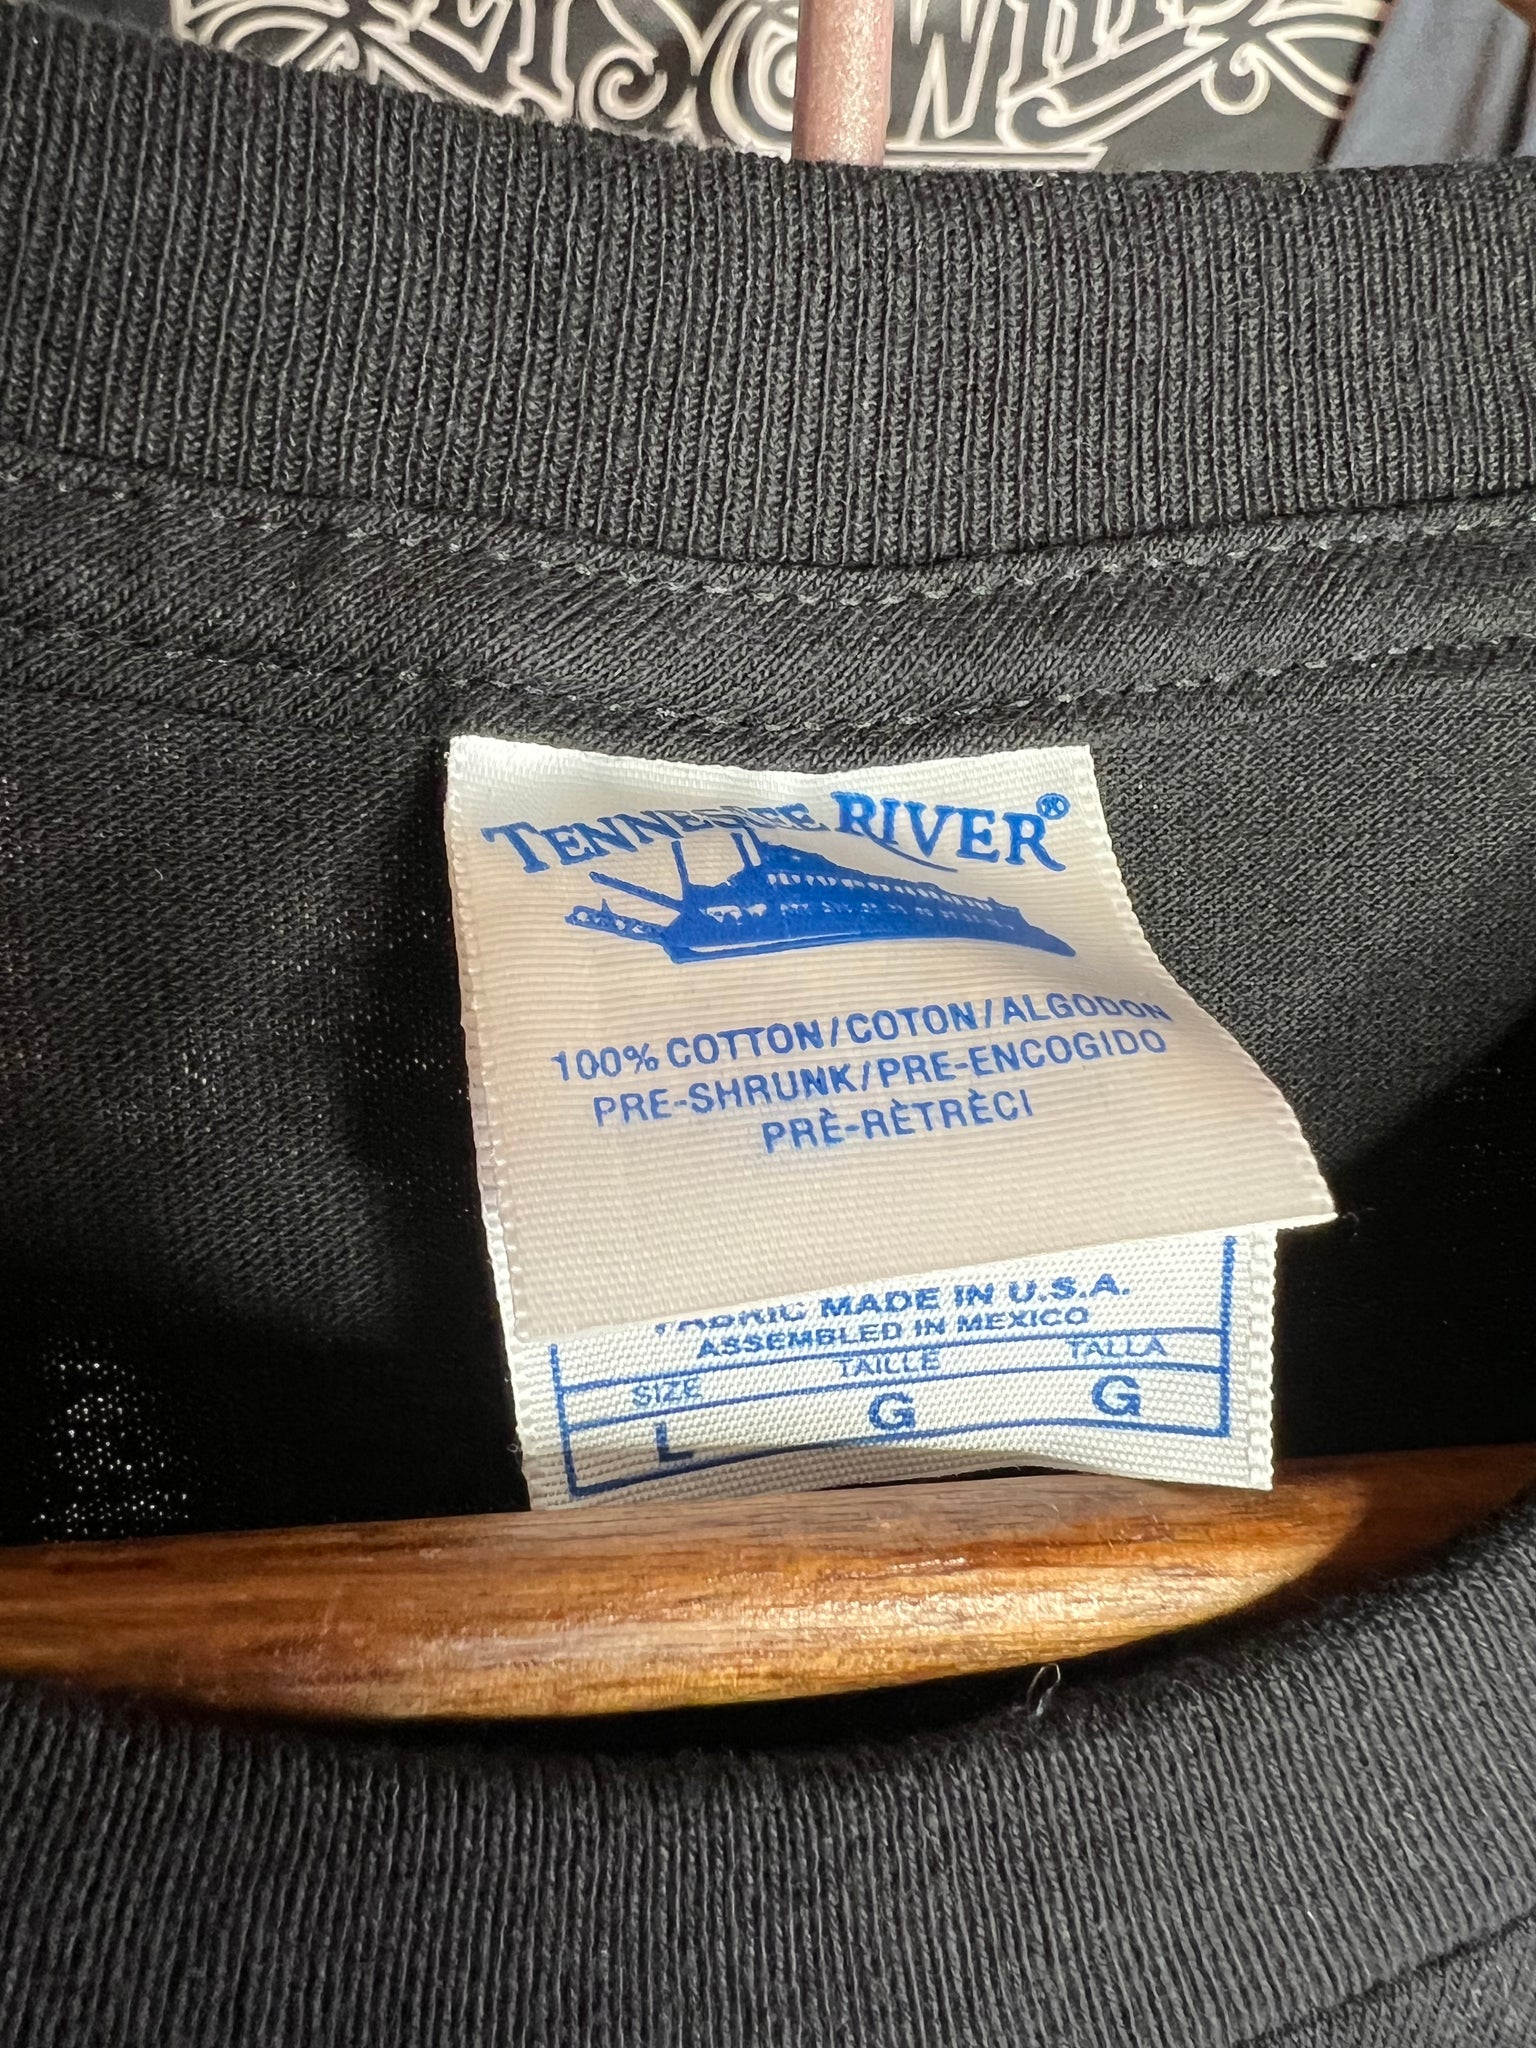 TENNESSEE RIVER®
100% COTTON/COTON/ALGODON
PRE-SHRUNK/PRE-ENCOGIDO
PRÈ-RÈTRÈCI
FABRIC MADE IN U.S.A.
ASSEMBLED IN MEXICO
SIZE TAILLE TALLA
L G G